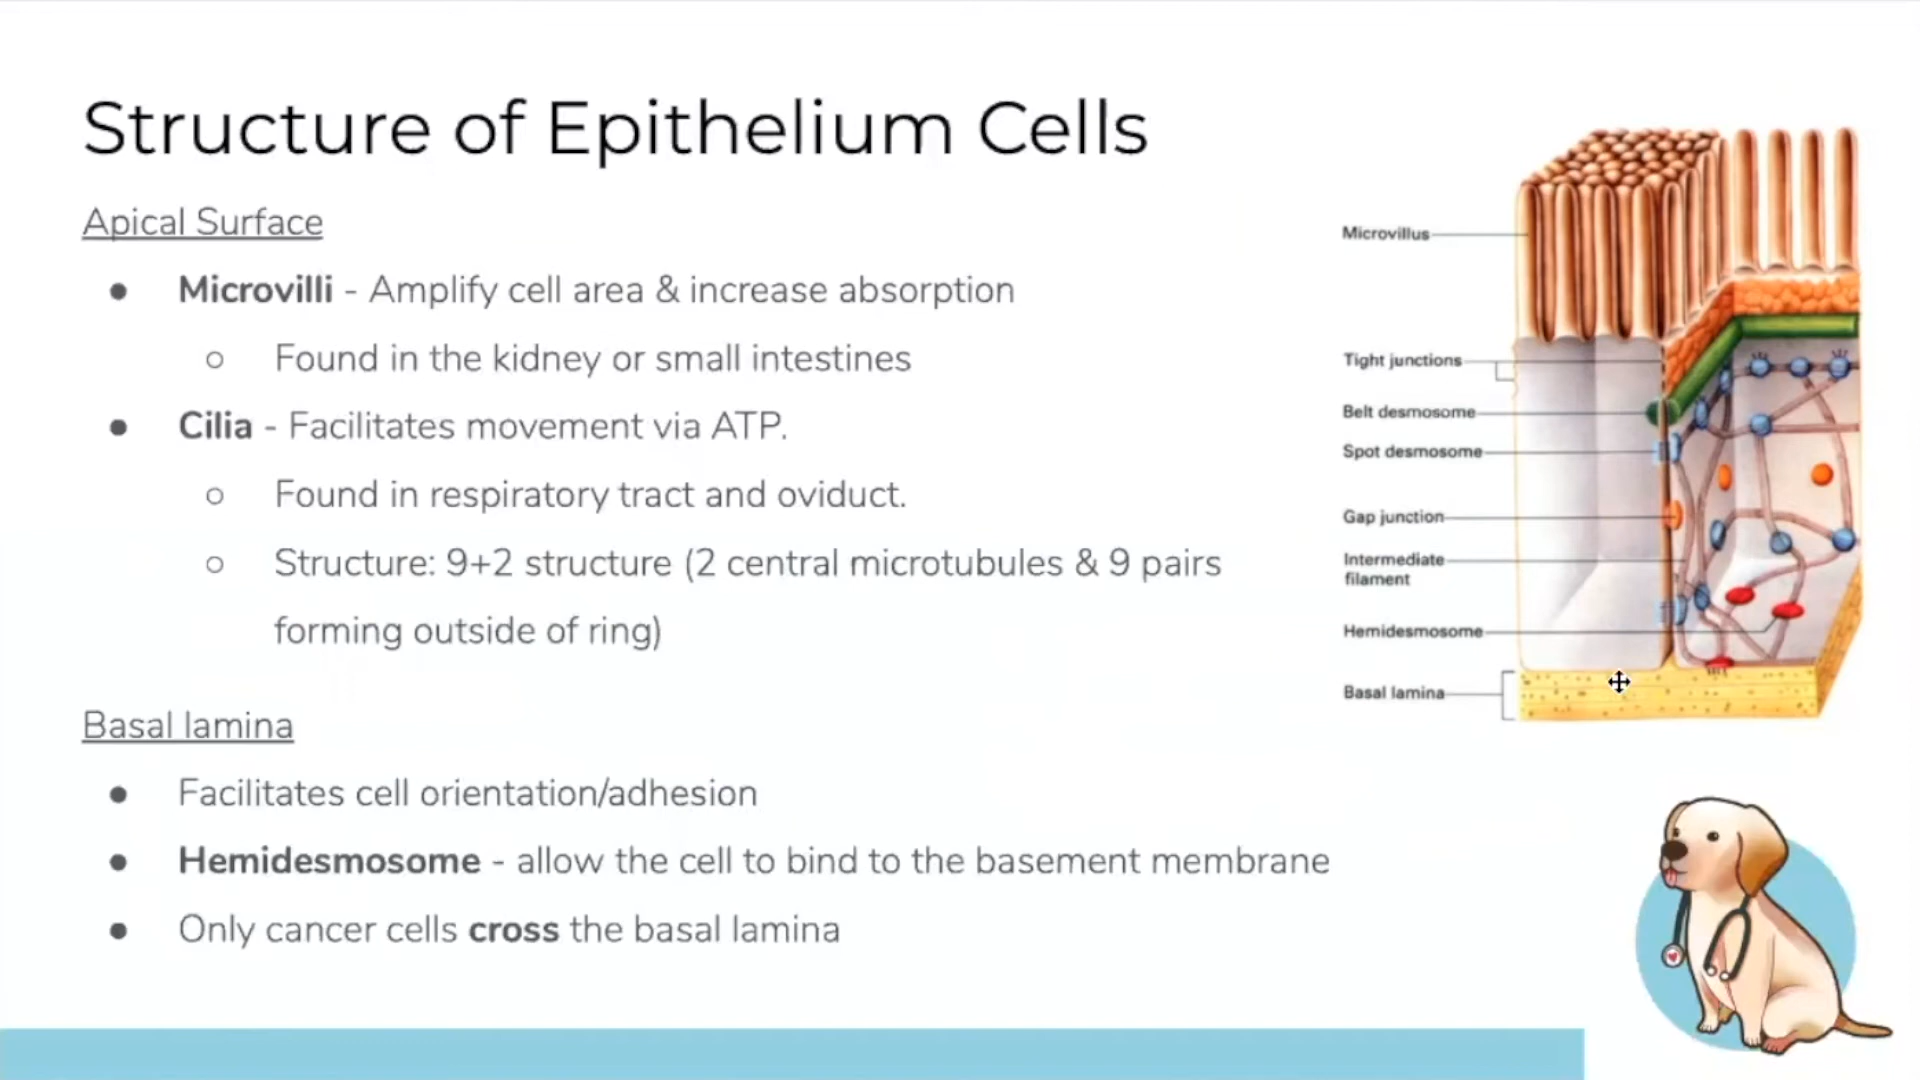 Structure of Epithelium Cells
Apical Surface
● Microvilli - Amplify cell area & increase absorption
○ Found in the kidney or small intestines
● Cilia - Facilitates movement via ATP.
○ Found in respiratory tract and oviduct.
○ Structure: 9+2 structure (2 central microtubules & 9 pairs
forming outside of ring)
Basal lamina
● Facilitates cell orientation/adhesion
● Hemidesmosome - allow the cell to bind to the basement membrane
● Only cancer cells cross the basal lamina
Microvillus
Tight junctions
Belt desmosome
Spot desmosome
Gap junction
Intermediate
filament
Hemidesmosome
Basal lamina